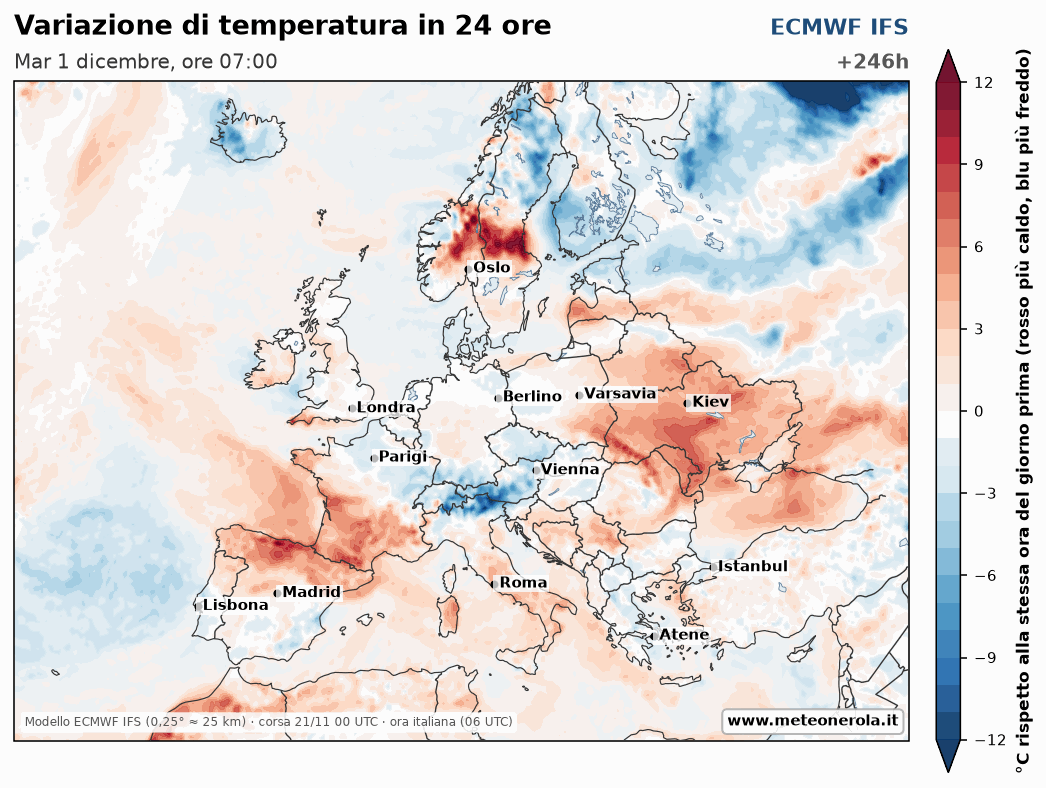 Variazione di temperatura in 24 ore
ECMWF IFS
Mar 1 dicembre, ore 07:00
+246h
Oslo
Berlino
Varsavia
Kiev
Londra
Parigi
Vienna
Istanbul
Roma
Madrid
Lisbona
Atene
Modello ECMWF IFS (0,25° ≈ 25 km) · corsa 21/11 00 UTC · ora italiana (06 UTC)
www.meteonerola.it
12
9
6
3
0
−3
−6
−9
−12
°C rispetto alla stessa ora del giorno prima (rosso più caldo, blu più freddo)